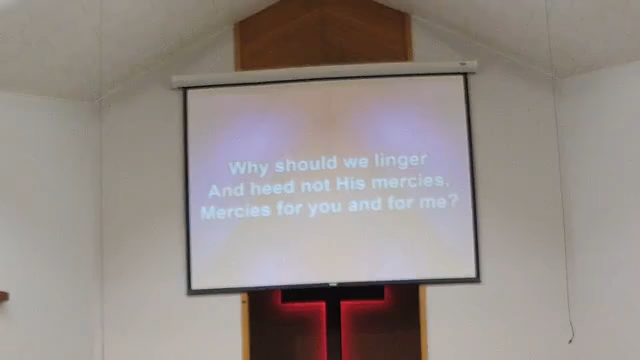 Why should we linger
And heed not His mercies,
Mercies for you and for me?